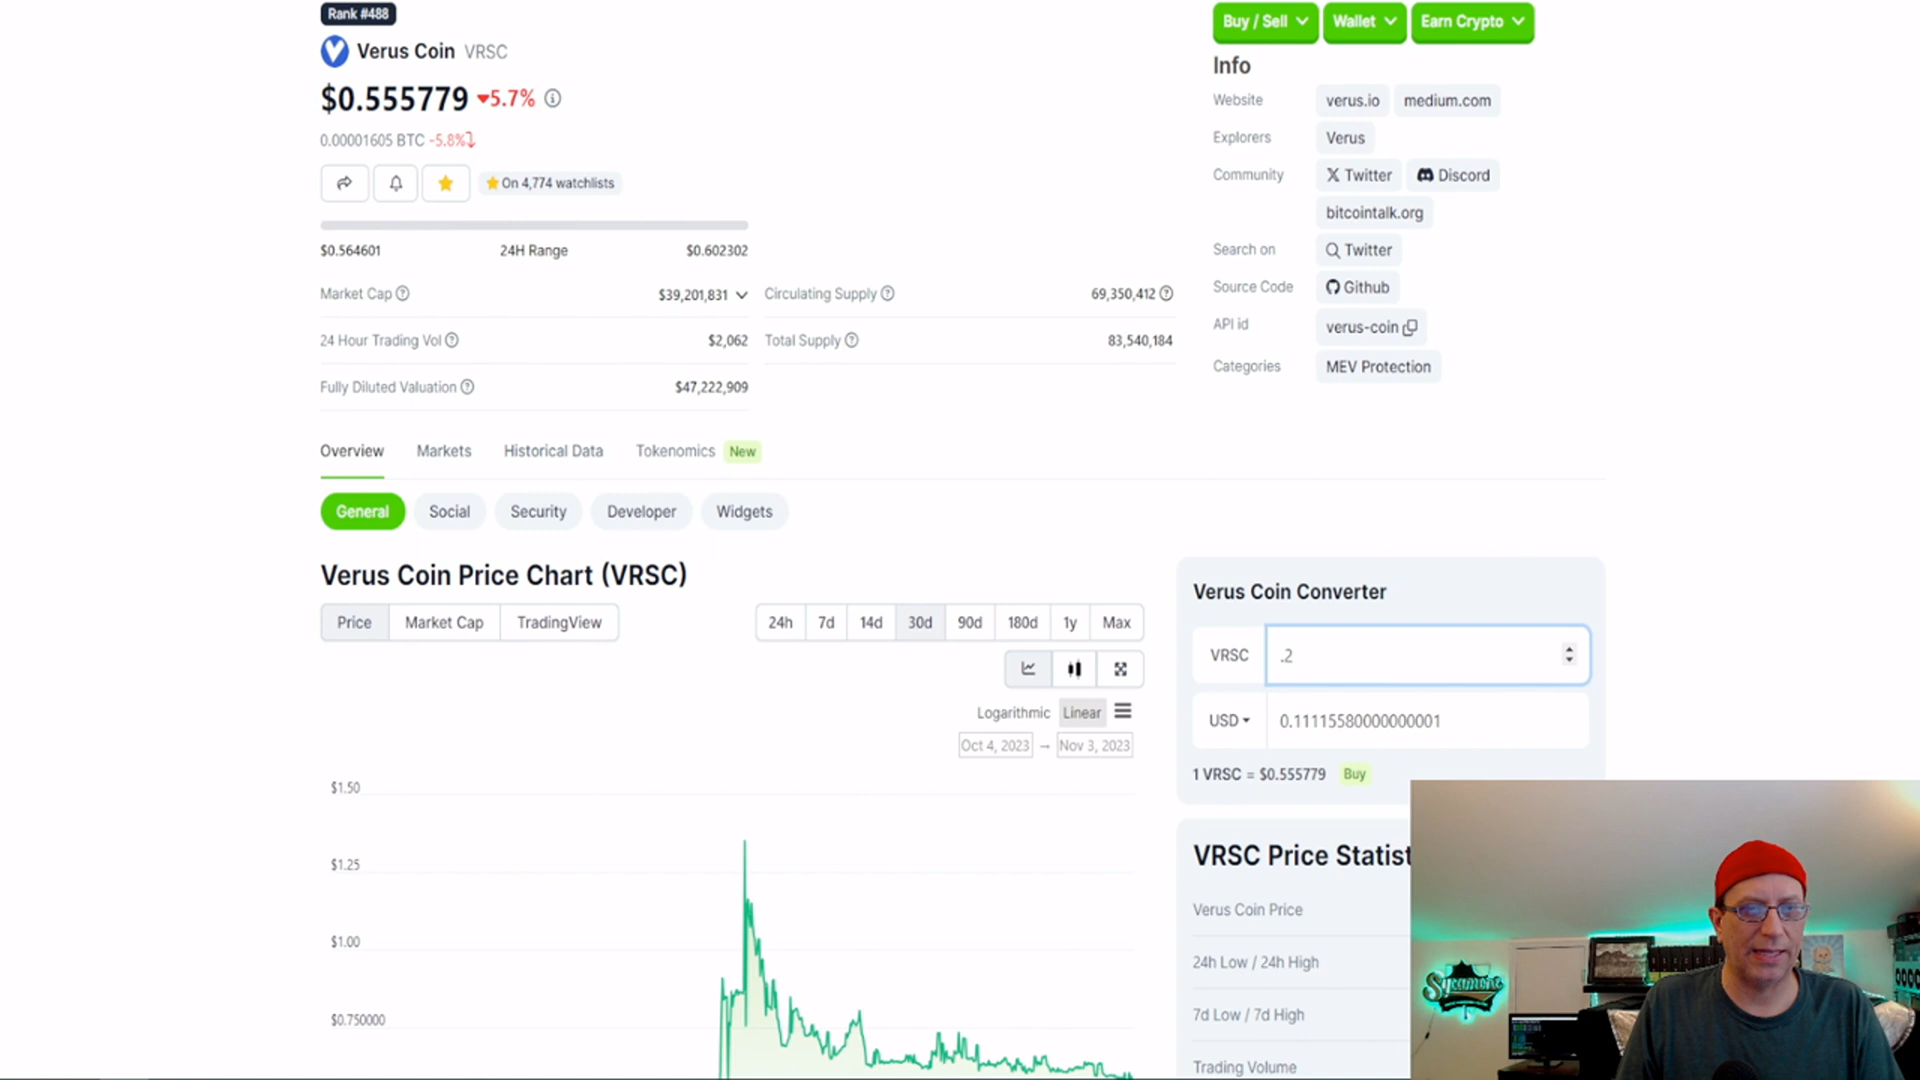 Rank #488
Verus Coin VRSC
$0.555779 5.7%
0.00001605 BTC -5.8%
On 4,774 watchlists
$0.564601 24H Range $0.602302
Market Cap $39,201,831
Circulating Supply 69,350,412
24 Hour Trading Vol $2,062
Total Supply 83,540,184
Fully Diluted Valuation $47,222,909
Buy / Sell Wallet Earn Crypto
Info
Website verus.io medium.com
Explorers Verus
Community Twitter Discord
bitcointalk.org
Search on Twitter
Source Code Github
API id verus-coin
Categories MEV Protection
Overview Markets Historical Data Tokenomics New
General Social Security Developer Widgets
Verus Coin Price Chart (VRSC)
Price Market Cap TradingView
24h 7d 14d 30d 90d 180d 1y Max
Logarithmic Linear
Oct 4, 2023 → Nov 3, 2023
$1.50
$1.25
$1.00
$0.750000
Verus Coin Converter
VRSC .2
USD 0.11115580000000001
1 VRSC = $0.555779 Buy
VRSC Price Statist
Verus Coin Price
24h Low / 24h High
7d Low / 7d High
Trading Volume
Sycamore